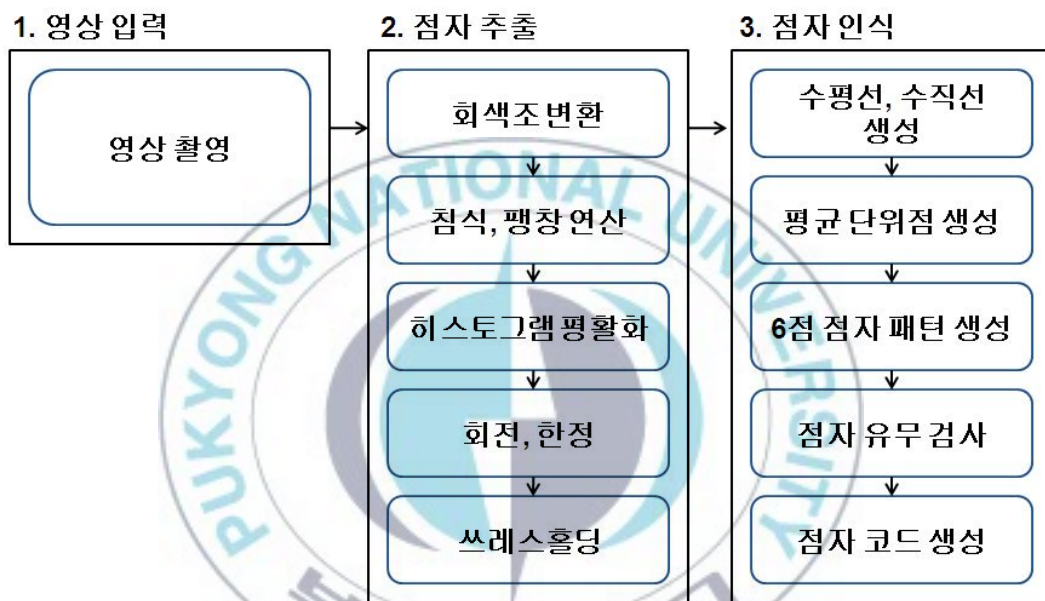 1. 영상 입력
영상 촬영
2. 점자 추출
회색조 변환
침식, 팽창 연산
히스토그램 평활화
회전, 한정
쓰레스홀딩
3. 점자 인식
수평선, 수직선
생성
평균 단위점 생성
6점 점자 패턴 생성
점자 유무 검사
점자 코드 생성
PUKYONG NATIONAL UNIVERSITY